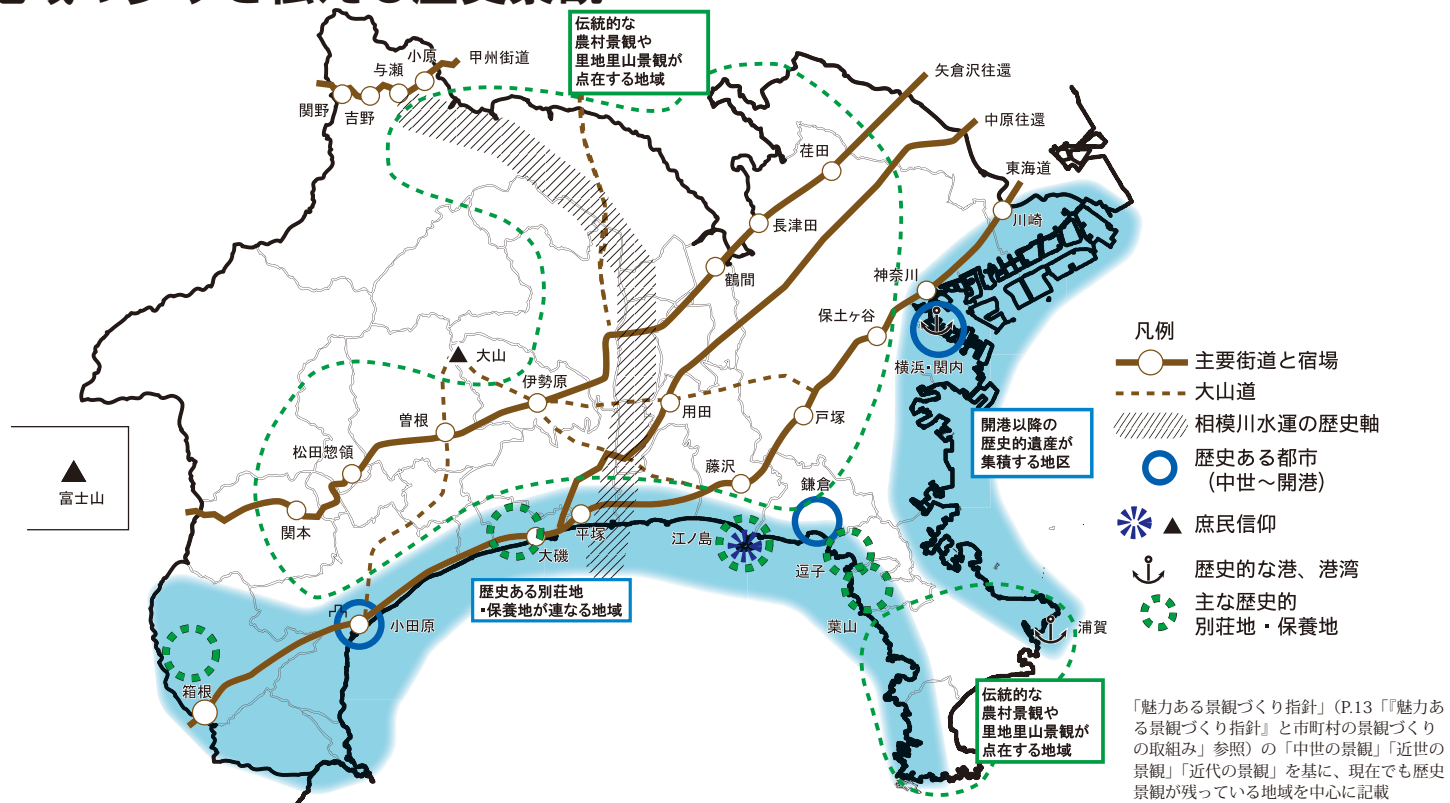 伝統的な
農村景観や
里地里山景観が
点在する地域
小原
甲州街道
与瀬
関野
吉野
矢倉沢往還
中原往還
東海道
荏田
川崎
長津田
鶴間
神奈川
保土ヶ谷
横浜・関内
大山
伊勢原
用田
戸塚
曽根
松田惣領
藤沢
鎌倉
関本
富士山
平塚
大磯
江ノ島
逗子
葉山
浦賀
小田原
箱根
開港以降の
歴史的遺産が
集積する地区
歴史ある別荘地
・保養地が連なる地域
伝統的な
農村景観や
里地里山景観が
点在する地域
凡例
主要街道と宿場
大山道
相模川水運の歴史軸
歴史ある都市
（中世～開港）
庶民信仰
歴史的な港、港湾
主な歴史的
別荘地・保養地
「魅力ある景観づくり指針」（P.13「『魅力あ
る景観づくり指針』と市町村の景観づくり
の取組み」参照）の「中世の景観」「近世の
景観」「近代の景観」を基に、現在でも歴史
景観が残っている地域を中心に記載